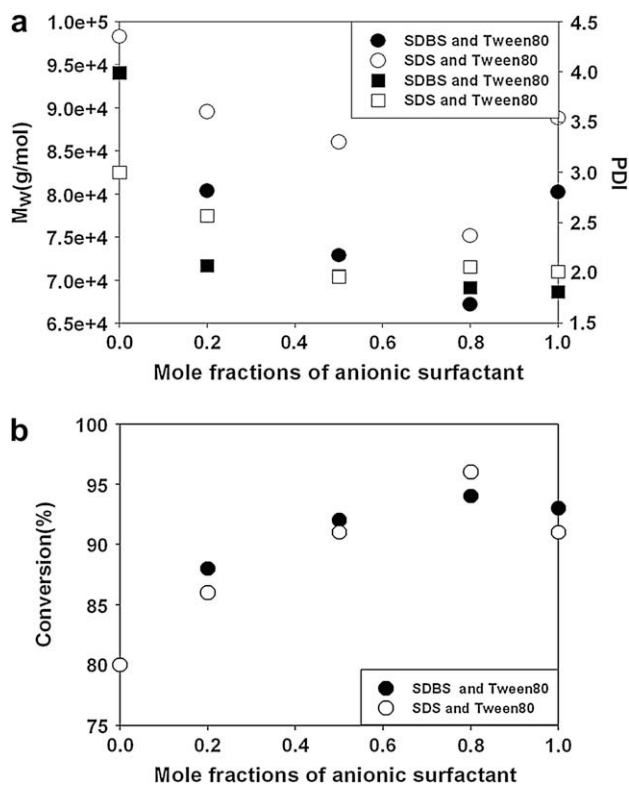 a
1.0e+5
9.5e+4
9.0e+4
8.5e+4
8.0e+4
7.5e+4
7.0e+4
6.5e+4
Mw(g/mol)
4.5
4.0
3.5
3.0
2.5
2.0
1.5
PDI
SDBS and Tween80
SDS and Tween80
SDBS and Tween80
SDS and Tween80
0.0 0.2 0.4 0.6 0.8 1.0
Mole fractions of anionic surfactant
b
100
95
90
85
80
75
Conversion(%)
SDBS and Tween80
SDS and Tween80
0.0 0.2 0.4 0.6 0.8 1.0
Mole fractions of anionic surfactant